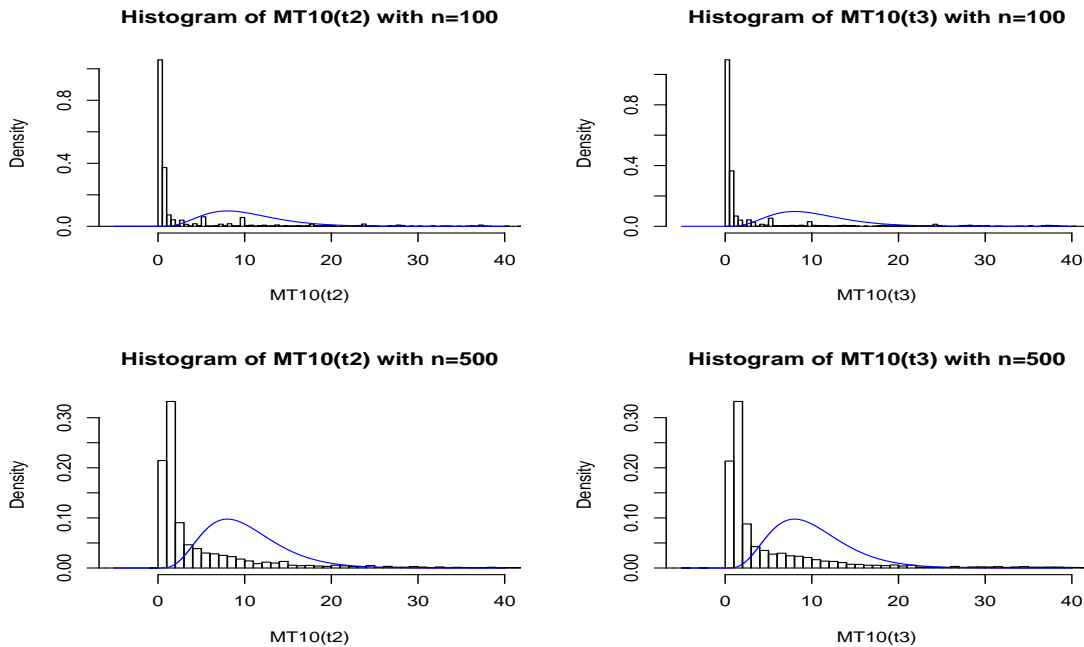 Histogram of MT10(t2) with n=100
Density
0.0 0.4 0.8
0 10 20 30 40
MT10(t2)
Histogram of MT10(t3) with n=100
Density
0.0 0.4 0.8
0 10 20 30 40
MT10(t3)
Histogram of MT10(t2) with n=500
Density
0.00 0.10 0.20 0.30
0 10 20 30 40
MT10(t2)
Histogram of MT10(t3) with n=500
Density
0.00 0.10 0.20 0.30
0 10 20 30 40
MT10(t3)